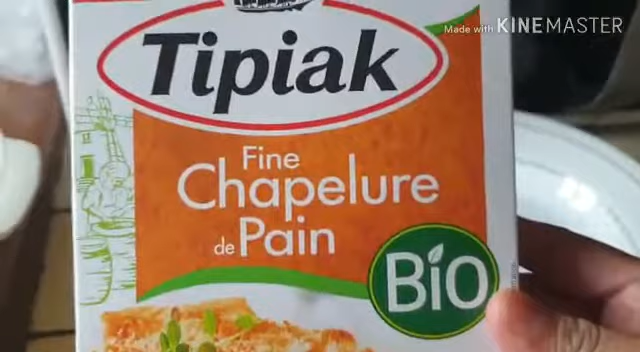 Made with KINEMASTER
Tipiak
Fine
Chapelure
de Pain
Bio